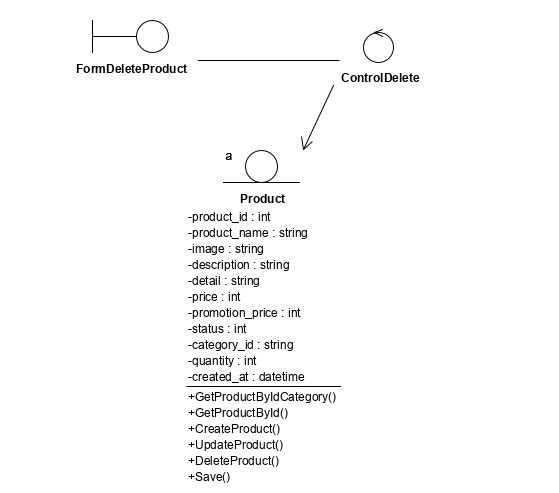 FormDeleteProduct
ControlDelete
a
Product
-product_id : int
-product_name : string
-image : string
-description : string
-detail : string
-price : int
-promotion_price : int
-status : int
-category_id : string
-quantity : int
-created_at : datetime
+GetProductByIdCategory()
+GetProductById()
+CreateProduct()
+UpdateProduct()
+DeleteProduct()
+Save()